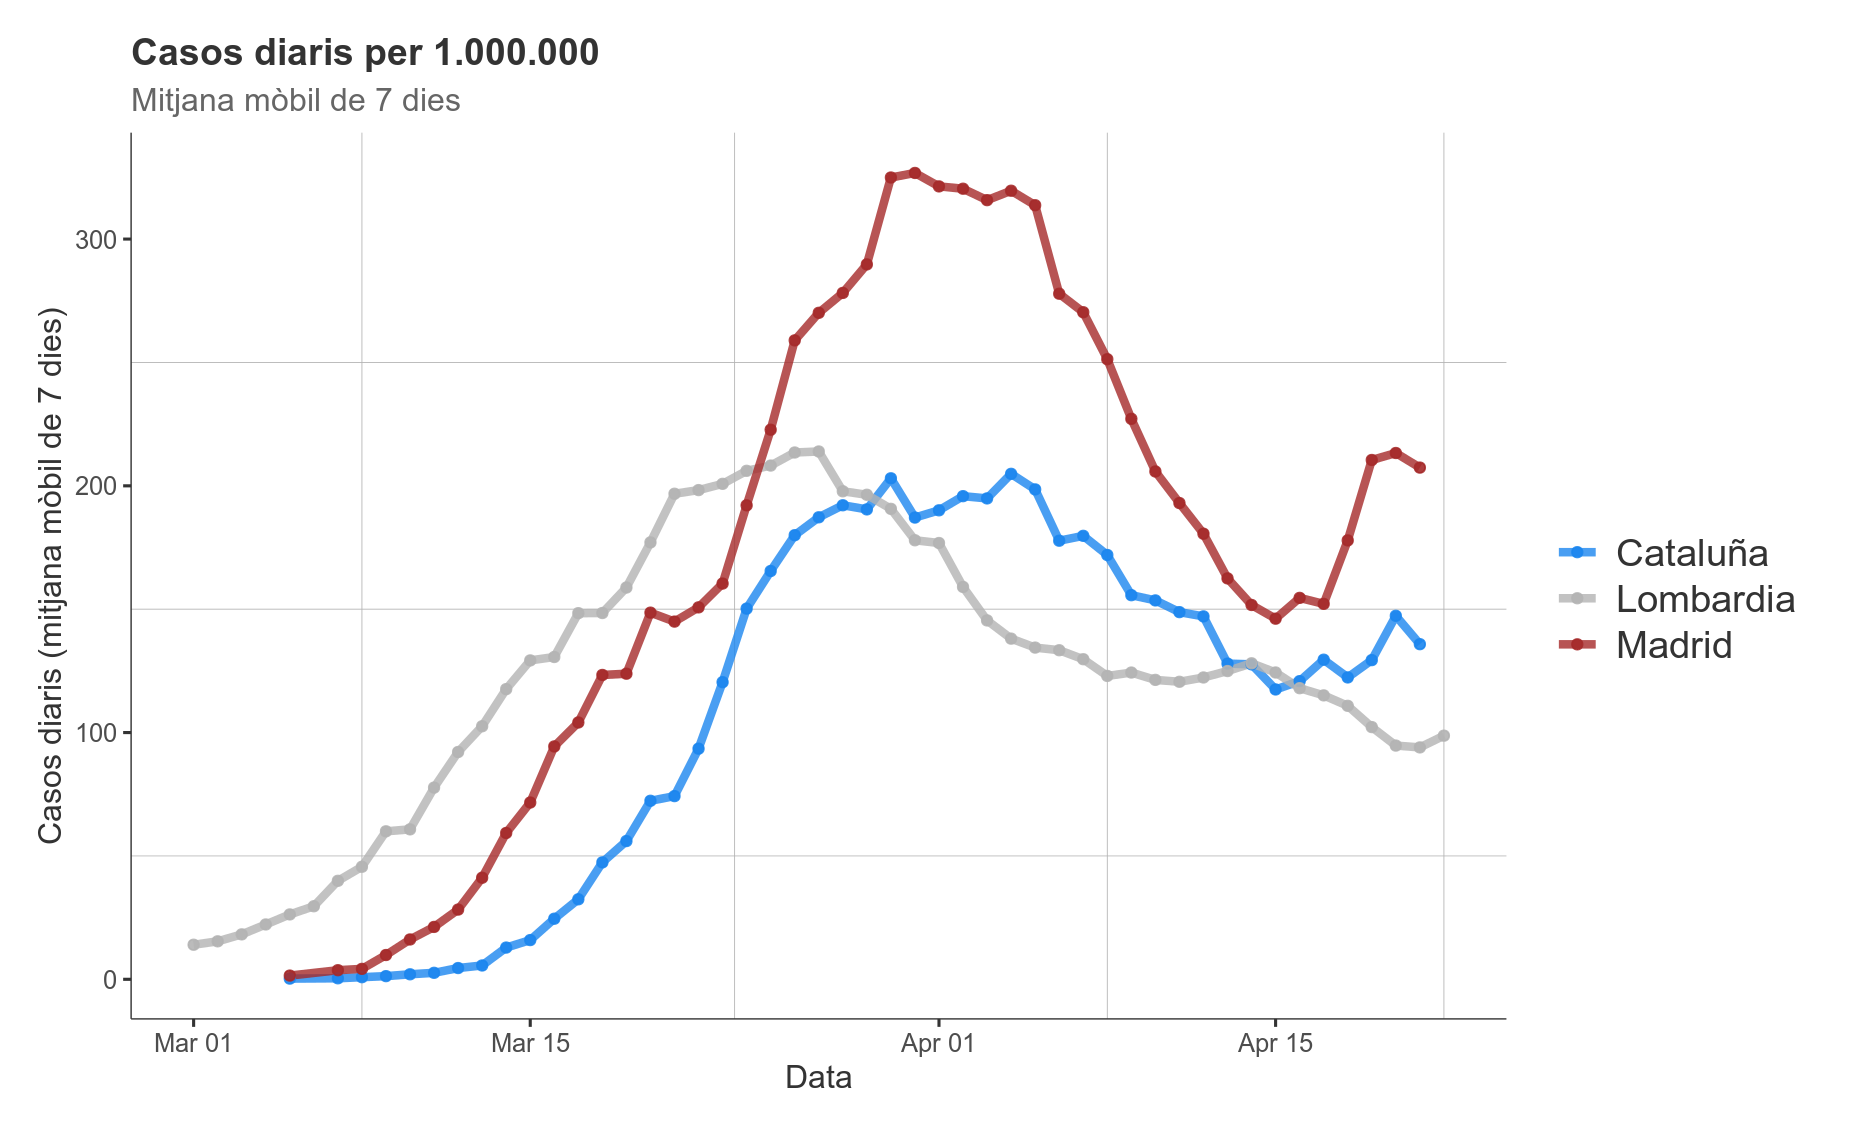 Casos diaris per 1.000.000
Mitjana mòbil de 7 dies
Casos diaris (mitjana mòbil de 7 dies)
300
200
100
0
Mar 01
Mar 15
Apr 01
Apr 15
Data
Cataluña
Lombardia
Madrid